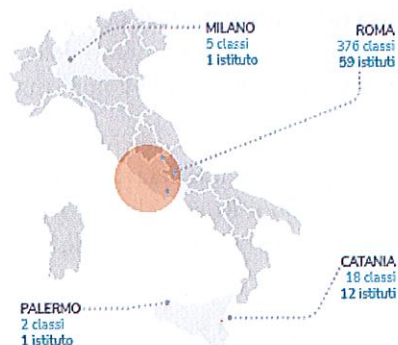 MILANO
5 classi
1 istituto
ROMA
376 classi
59 istituti
CATANIA
18 classi
12 istituti
PALERMO
2 classi
1 istituto